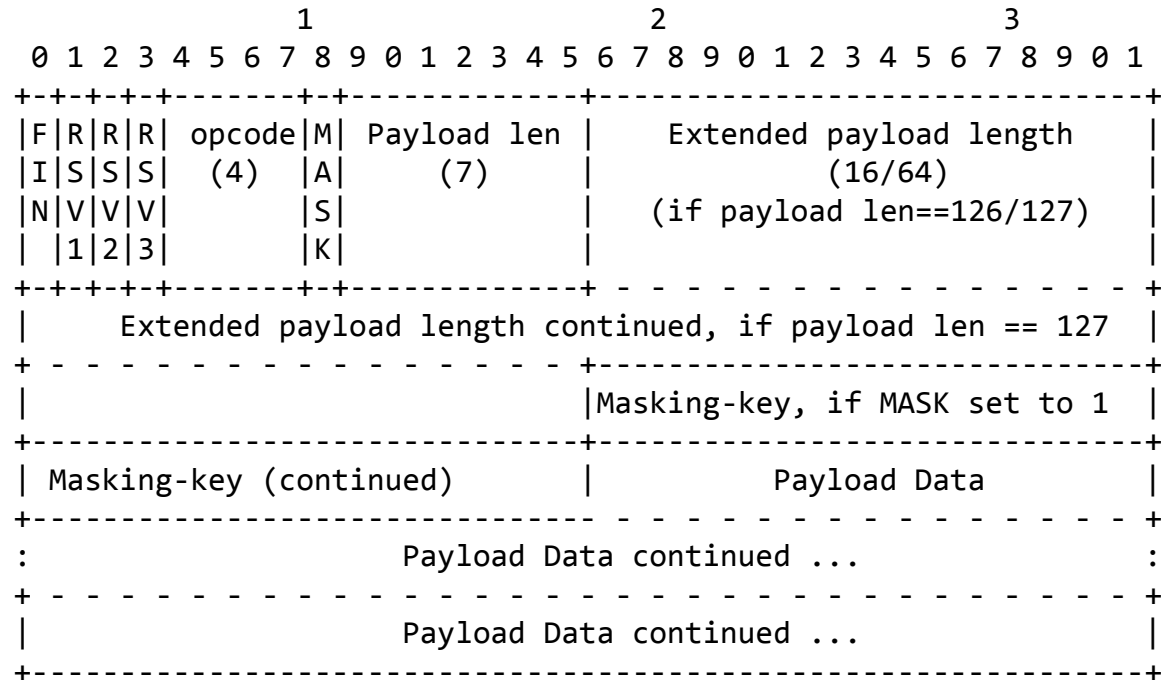 1                   2                   3
 0 1 2 3 4 5 6 7 8 9 0 1 2 3 4 5 6 7 8 9 0 1 2 3 4 5 6 7 8 9 0 1
+-+-+-+-+-------+-+-------------+-------------------------------+
|F|R|R|R| opcode|M| Payload len |    Extended payload length    |
|I|S|S|S|  (4)  |A|     (7)     |             (16/64)           |
|N|V|V|V|       |S|             |   (if payload len==126/127)   |
| |1|2|3|       |K|             |                               |
+-+-+-+-+-------+-+-------------+ - - - - - - - - - - - - - - - +
|     Extended payload length continued, if payload len == 127  |
+ - - - - - - - - - - - - - - - +-------------------------------+
|                               |Masking-key, if MASK set to 1  |
+-------------------------------+-------------------------------+
| Masking-key (continued)       |          Payload Data         |
+-------------------------------- - - - - - - - - - - - - - - - +
:                     Payload Data continued ...                :
+ - - - - - - - - - - - - - - - - - - - - - - - - - - - - - - - +
|                     Payload Data continued ...                |
+---------------------------------------------------------------+